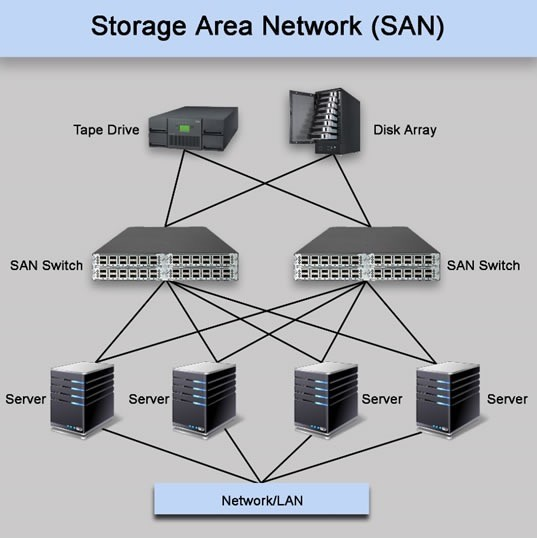 Storage Area Network (SAN)
Tape Drive
Disk Array
SAN Switch
SAN Switch
Server
Server
Server
Server
Network/LAN